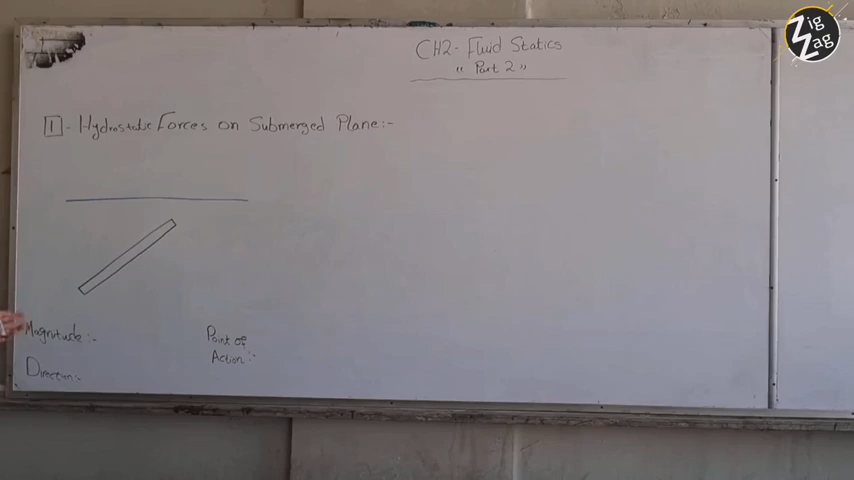 CH2 - Fluid Statics
" Part 2 "
Zig Zag
1 - Hydrostatic Forces on Submerged Plane:-
Magnitude:-
Direction:-
Point of
Action:-